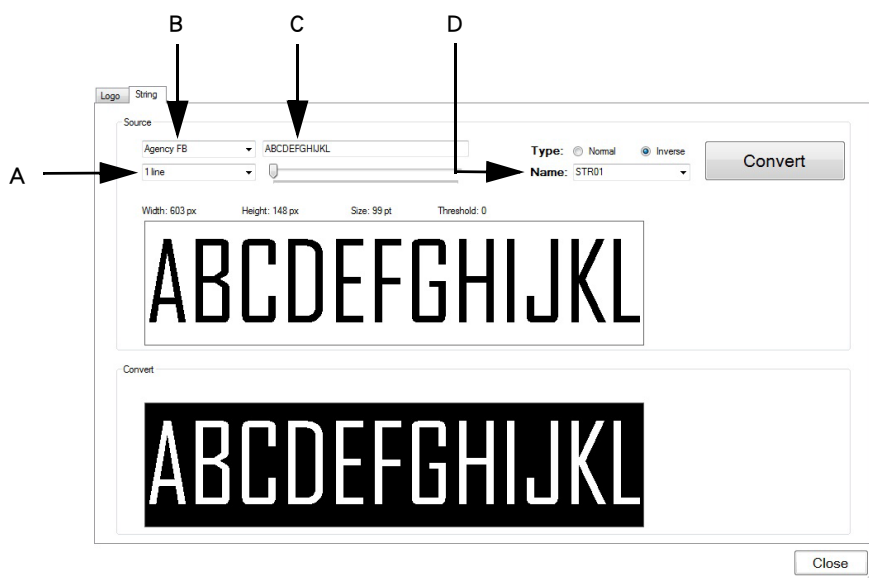 B C D
Logo String
Source
Agency FB ABCDEFGHIJKL Type: Normal Inverse Convert
A 1 line Name: STR01
Width: 603 px Height: 148 px Size: 99 pt Threshold: 0
ABCDEFGHIJKL
Convert
ABCDEFGHIJKL
Close